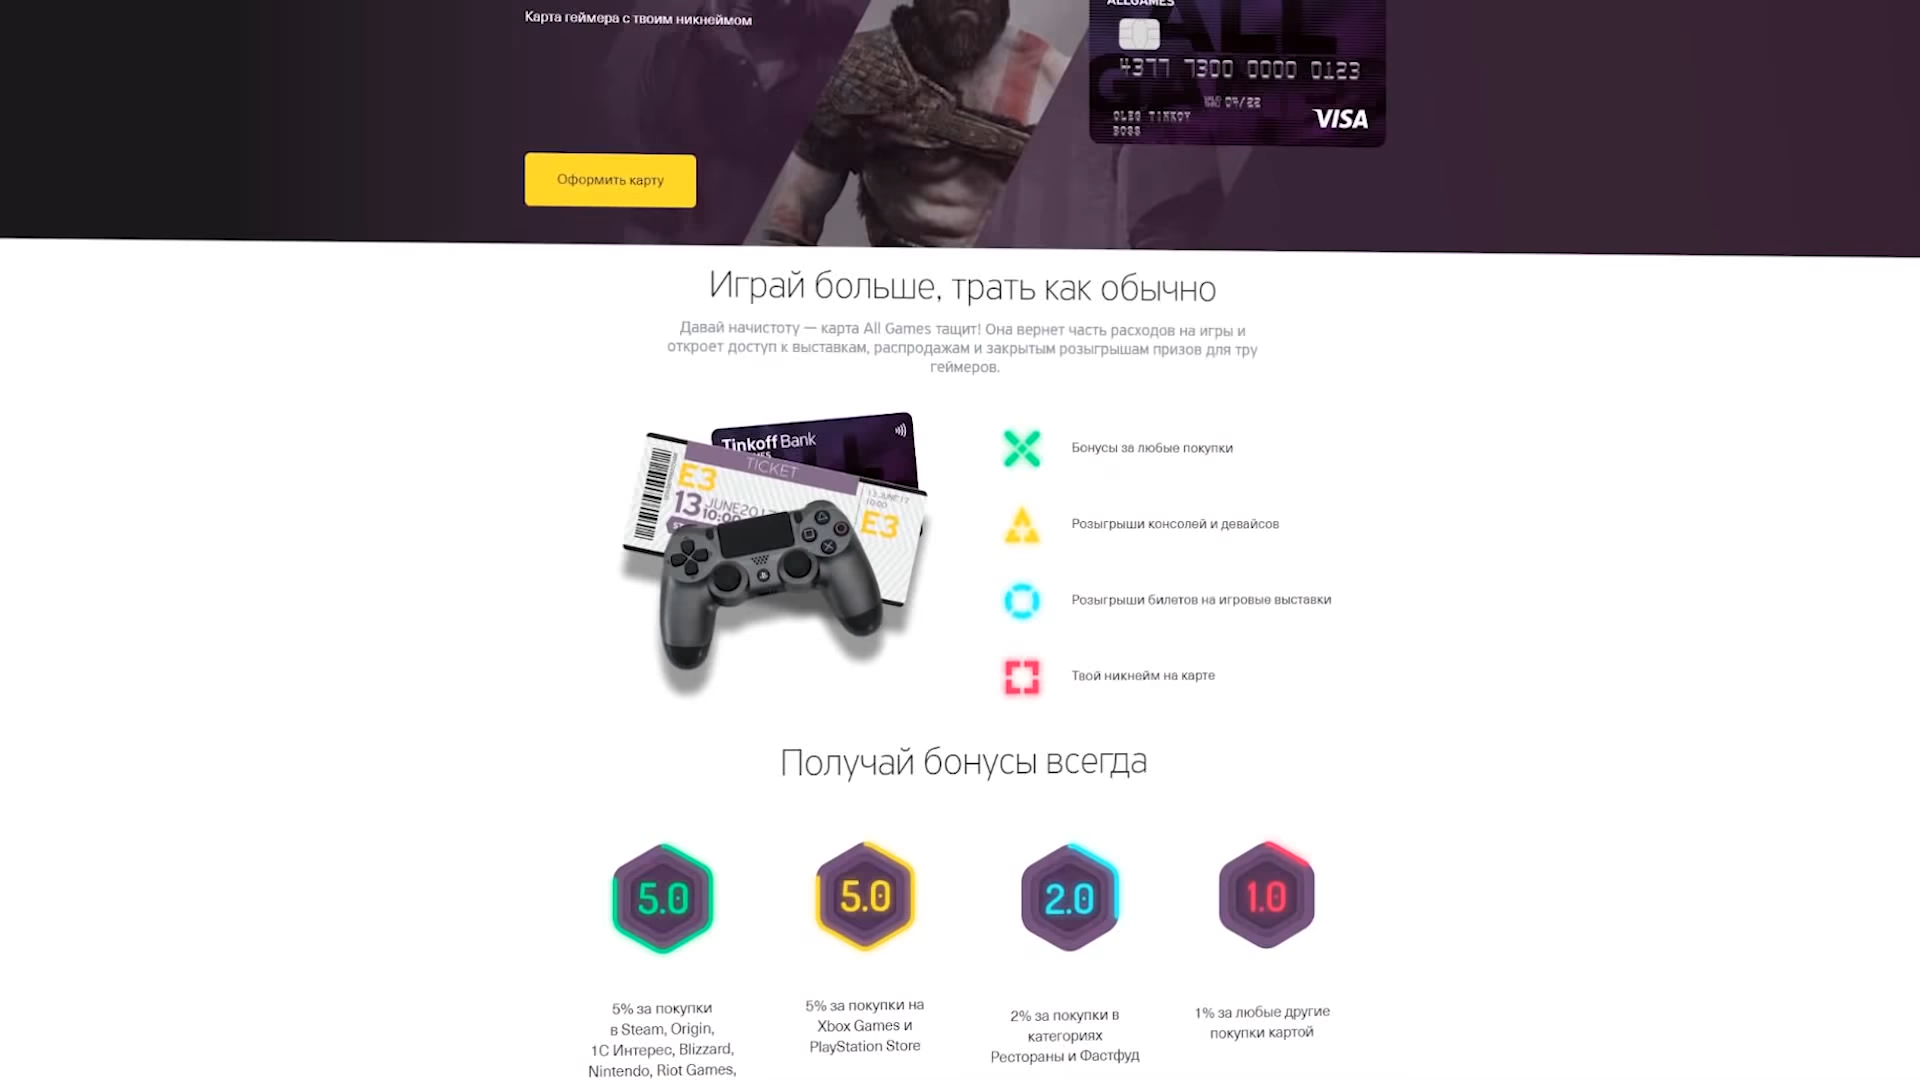 Карта геймера с твоим никнеймом
ALLGAMES
4377 7300 0000 0123
09/22
OLEG TINKOV
BOSS
VISA
Оформить карту
Играй больше, трать как обычно
Давай начистоту — карта All Games тащит! Она вернет часть расходов на игры и
откроет доступ к выставкам, распродажам и закрытым розыгрышам призов для тру
геймеров.
Tinkoff Bank
TICKET
E3
13 JUNE
10:00
13 JUNE'17
10:00
E3
Бонусы за любые покупки
Розыгрыши консолей и девайсов
Розыгрыши билетов на игровые выставки
Твой никнейм на карте
Получай бонусы всегда
5.0
5.0
2.0
1.0
5% за покупки
в Steam, Origin,
1С Интерес, Blizzard,
Nintendo, Riot Games,
5% за покупки на
Xbox Games и
PlayStation Store
2% за покупки в
категориях
Рестораны и Фастфуд
1% за любые другие
покупки картой